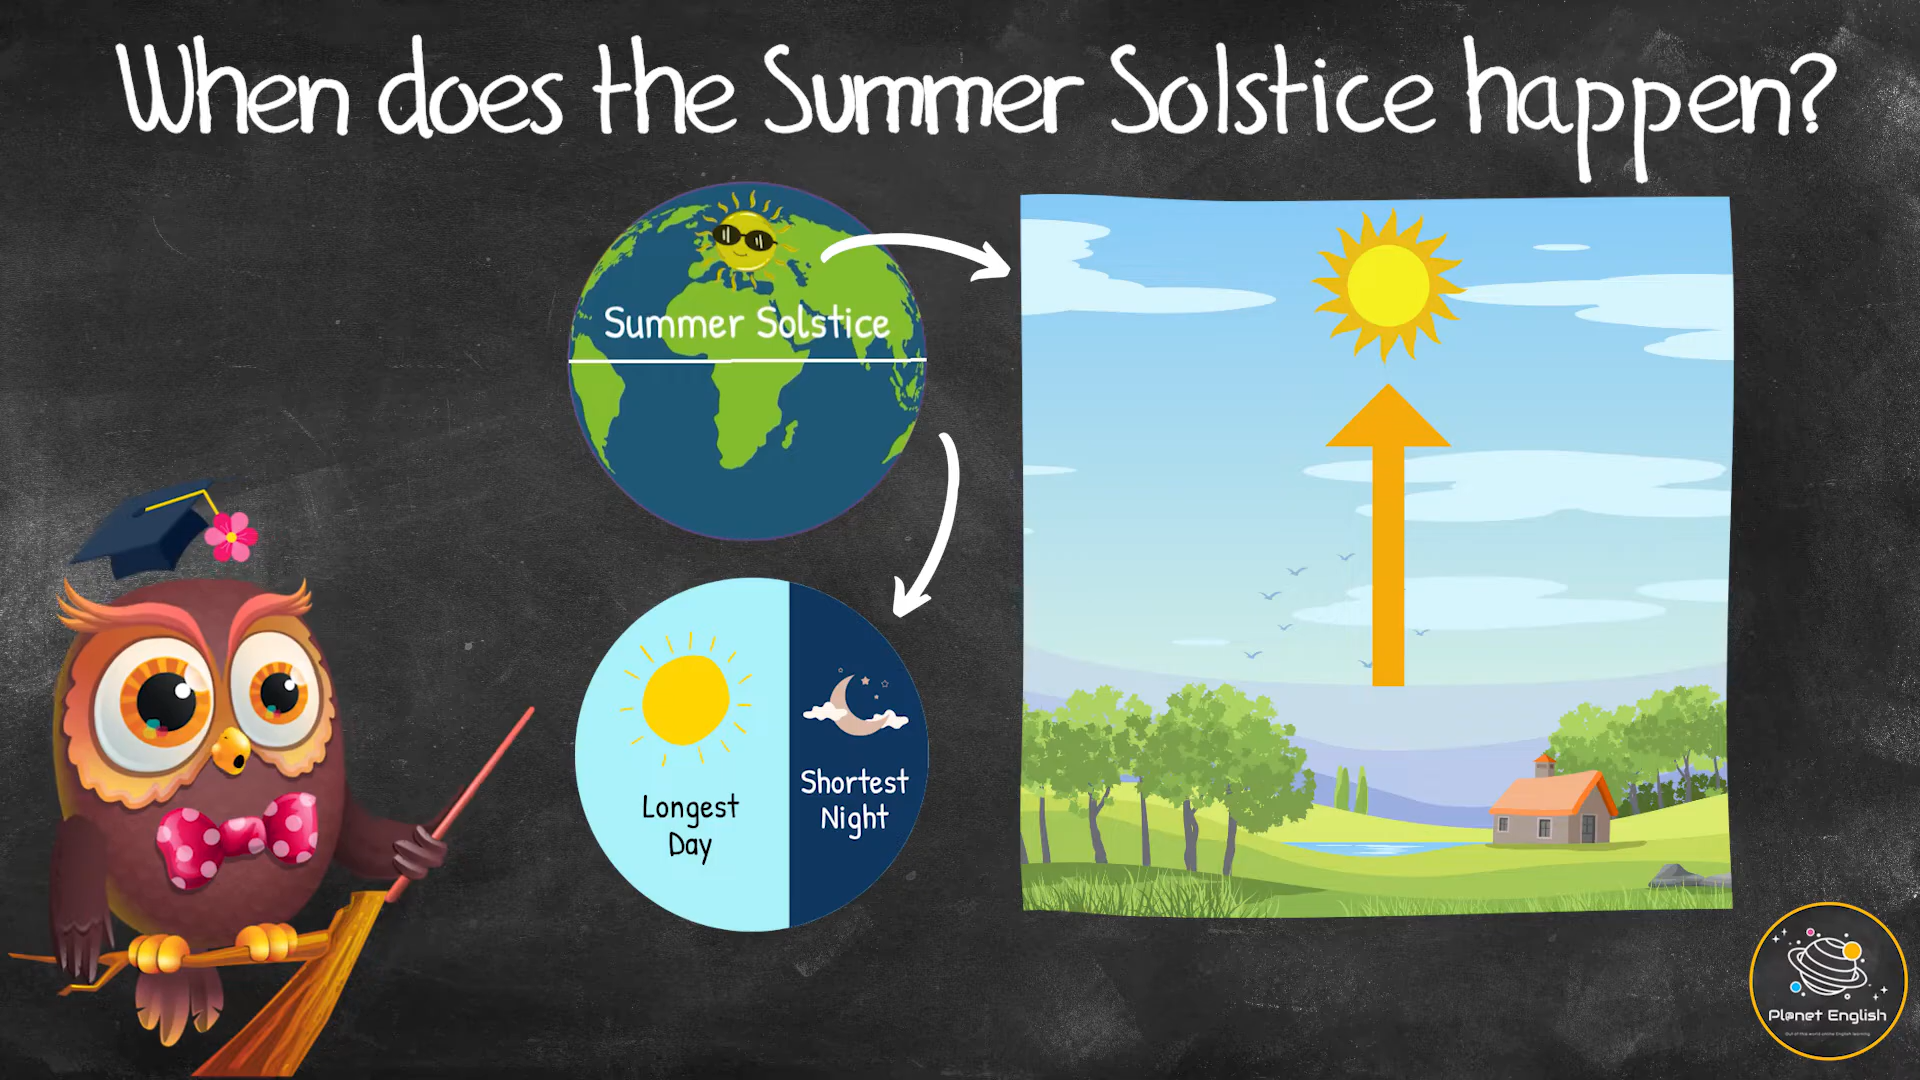 When does the Summer Solstice happen?
Summer Solstice
Longest
Day
Shortest
Night
Planet English